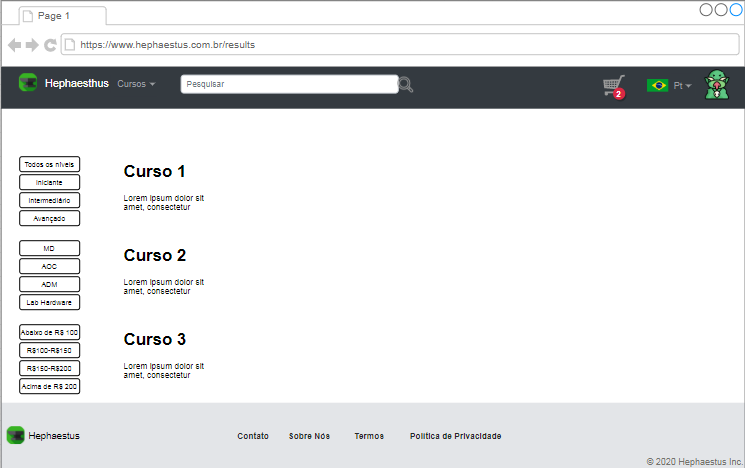 Page 1
https://www.hephaestus.com.br/results
Hephaesthus Cursos Pesquisar 2 Pt
Todos os níveis
Iniciante
Intermediário
Avançado
MD
AOC
ADM
Lab Hardware
Abaixo de R$ 100
R$100-R$150
R$150-R$200
Acima de R$ 200
Curso 1
Lorem ipsum dolor sit
amet, consectetur
Curso 2
Lorem ipsum dolor sit
amet, consectetur
Curso 3
Lorem ipsum dolor sit
amet, consectetur
Hephaestus Contato Sobre Nós Termos Politica de Privacidade
© 2020 Hephaestus Inc.